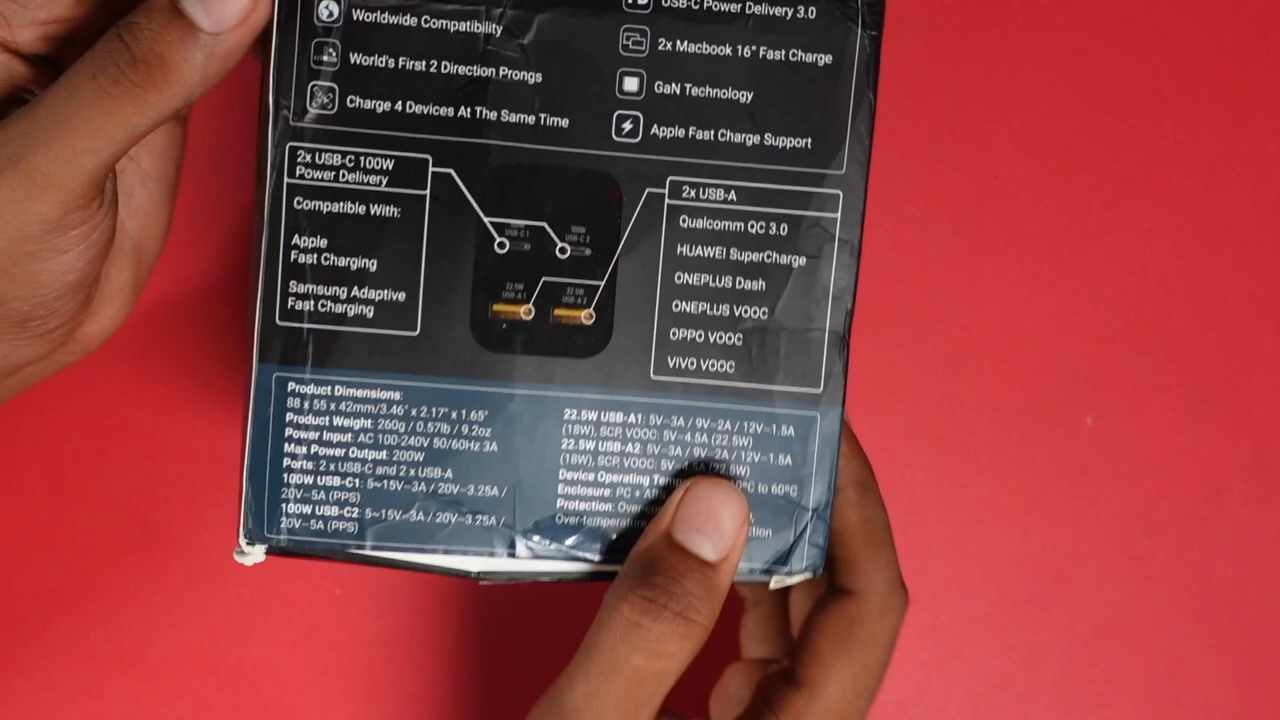 Worldwide Compatibility
World's First 2 Direction Prongs
Charge 4 Devices At The Same Time
USB-C Power Delivery 3.0
2x Macbook 16" Fast Charge
GaN Technology
Apple Fast Charge Support
2x USB-C 100W
Power Delivery
Compatible With:
Apple
Fast Charging
Samsung Adaptive
Fast Charging
100W
USB-C 1
100W
USB-C 2
22.5W
USB-A 1
22.5W
USB-A 2
2x USB-A
Qualcomm QC 3.0
HUAWEI SuperCharge
ONEPLUS Dash
ONEPLUS VOOC
OPPO VOOC
VIVO VOOC
Product Dimensions:
88 x 55 x 42mm/3.46" x 2.17" x 1.65"
Product Weight: 260g / 0.57lb / 9.2oz
Power Input: AC 100-240V 50/60Hz 3A
Max Power Output: 200W
Ports: 2 x USB-C and 2 x USB-A
100W USB-C1: 5~15V⎓3A / 20V⎓3.25A /
20V⎓5A (PPS)
100W USB-C2: 5~15V⎓3A / 20V⎓3.25A /
20V⎓5A (PPS)
22.5W USB-A1: 5V⎓3A / 9V⎓2A / 12V⎓1.5A
(18W), SCP, VOOC: 5V⎓4.5A (22.5W)
22.5W USB-A2: 5V⎓3A / 9V⎓2A / 12V⎓1.5A
(18W), SCP, VOOC: 5V⎓4.5A (22.5W)
Device Operating °C to 60ºC
Enclosure: PC +
Protection:
Over-temperature